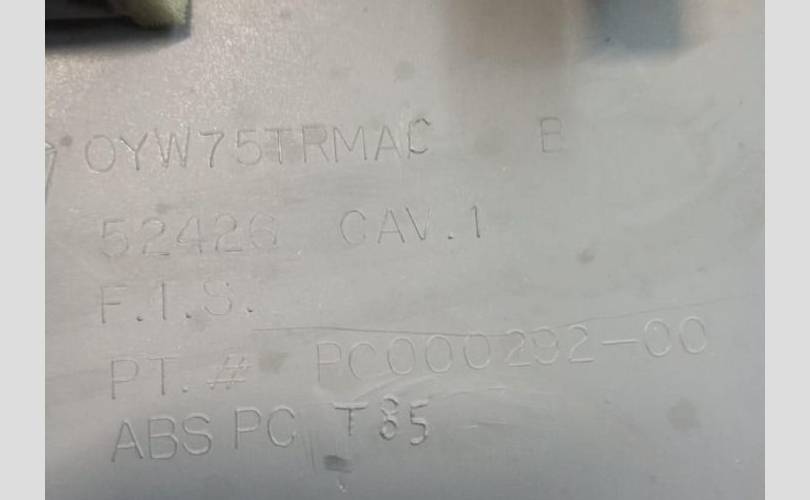 0YW75TRMAC B
52426 CAV.1
F.I.S.
PT.# PC000292-00
ABS PC T85